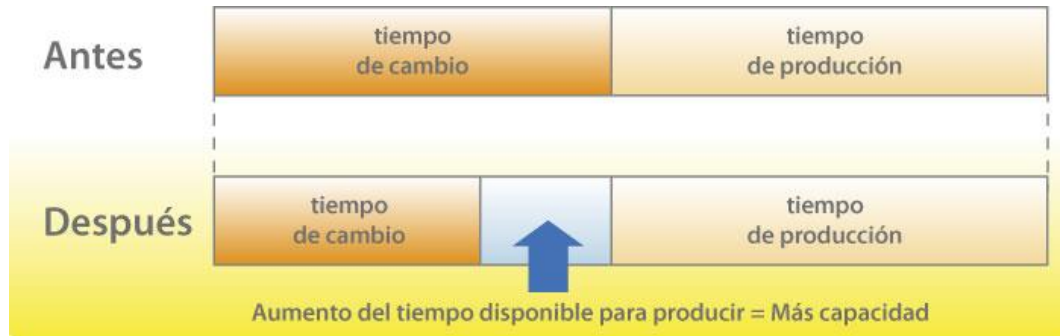 Antes
tiempo
de cambio
tiempo
de producción
Después
tiempo
de cambio
tiempo
de producción
Aumento del tiempo disponible para producir = Más capacidad